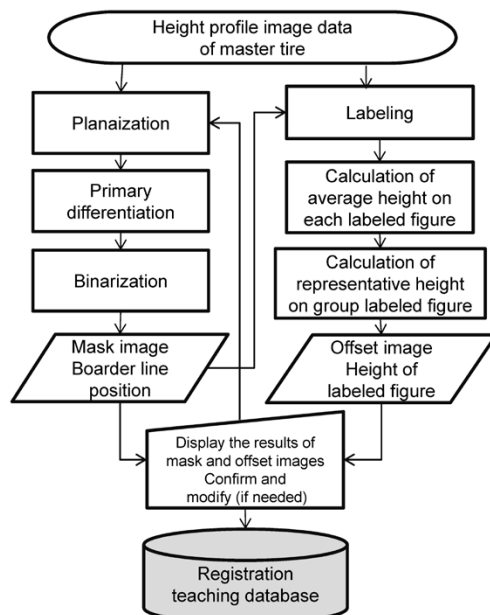 Height profile image data
of master tire
Planaization
Primary
differentiation
Binarization
Mask image
Boarder line
position
Labeling
Calculation of
average height on
each labeled figure
Calculation of
representative height
on group labeled figure
Offset image
Height of
labeled figure
Display the results of
mask and offset images
Confirm and
modify (if needed)
Registration
teaching database